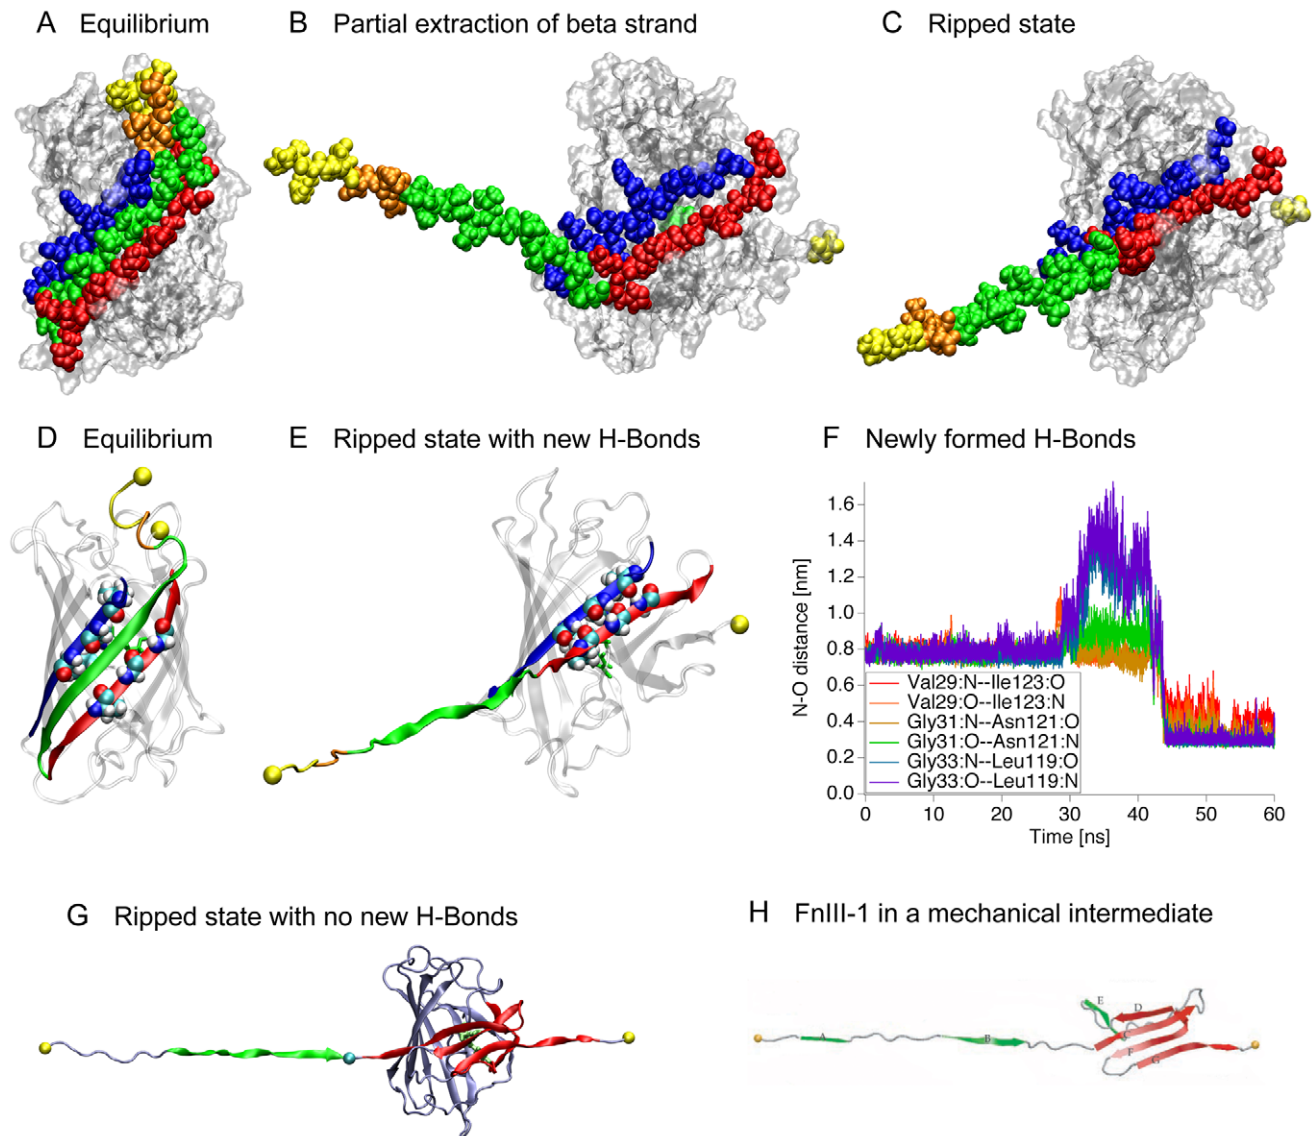 A Equilibrium
B Partial extraction of beta strand
C Ripped state
D Equilibrium
E Ripped state with new H-Bonds
F Newly formed H-Bonds
N-O distance [nm]
1.6
1.4
1.2
1.0
0.8
0.6
0.4
0.2
0.0
Val29:N--Ile123:O
Val29:O--Ile123:N
Gly31:N--Asn121:O
Gly31:O--Asn121:N
Gly33:N--Leu119:O
Gly33:O--Leu119:N
0 10 20 30 40 50 60
Time [ns]
G Ripped state with no new H-Bonds
H FnIII-1 in a mechanical intermediate
A
B
E
D
F
G